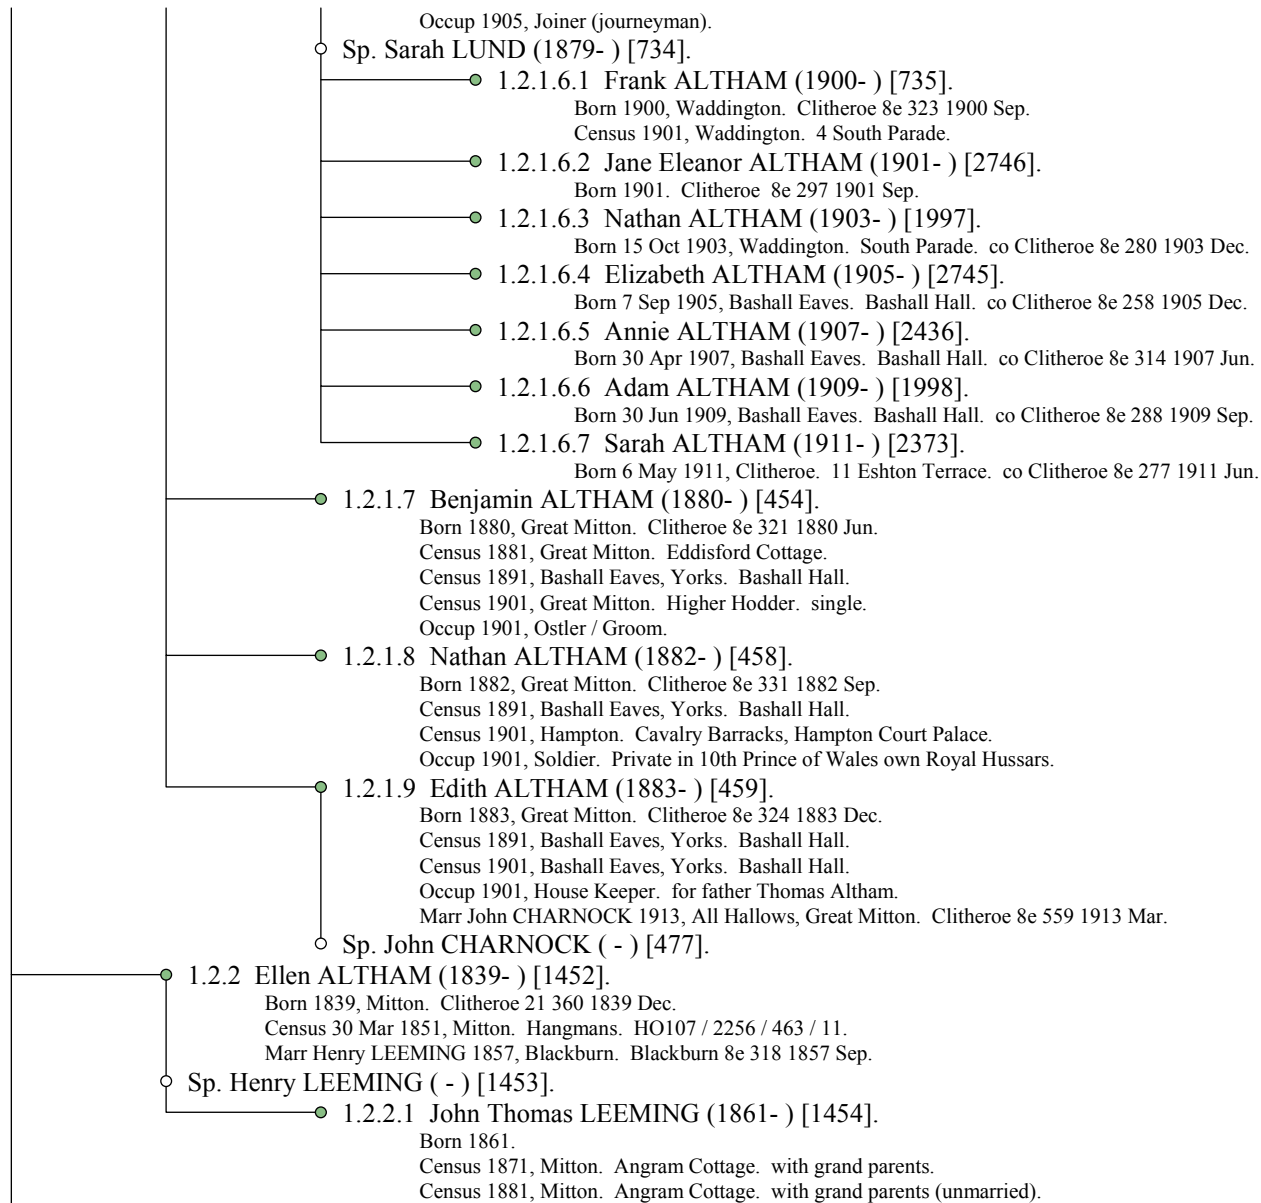 Occup 1905, Joiner (journeyman).
Sp. Sarah LUND (1879- ) [734].
1.2.1.6.1 Frank ALTHAM (1900- ) [735].
Born 1900, Waddington. Clitheroe 8e 323 1900 Sep.
Census 1901, Waddington. 4 South Parade.
1.2.1.6.2 Jane Eleanor ALTHAM (1901- ) [2746].
Born 1901. Clitheroe 8e 297 1901 Sep.
1.2.1.6.3 Nathan ALTHAM (1903- ) [1997].
Born 15 Oct 1903, Waddington. South Parade. co Clitheroe 8e 280 1903 Dec.
1.2.1.6.4 Elizabeth ALTHAM (1905- ) [2745].
Born 7 Sep 1905, Bashall Eaves. Bashall Hall. co Clitheroe 8e 258 1905 Dec.
1.2.1.6.5 Annie ALTHAM (1907- ) [2436].
Born 30 Apr 1907, Bashall Eaves. Bashall Hall. co Clitheroe 8e 314 1907 Jun.
1.2.1.6.6 Adam ALTHAM (1909- ) [1998].
Born 30 Jun 1909, Bashall Eaves. Bashall Hall. co Clitheroe 8e 288 1909 Sep.
1.2.1.6.7 Sarah ALTHAM (1911- ) [2373].
Born 6 May 1911, Clitheroe. 11 Eshton Terrace. co Clitheroe 8e 277 1911 Jun.
1.2.1.7 Benjamin ALTHAM (1880- ) [454].
Born 1880, Great Mitton. Clitheroe 8e 321 1880 Jun.
Census 1881, Great Mitton. Eddisford Cottage.
Census 1891, Bashall Eaves, Yorks. Bashall Hall.
Census 1901, Great Mitton. Higher Hodder. single.
Occup 1901, Ostler / Groom.
1.2.1.8 Nathan ALTHAM (1882- ) [458].
Born 1882, Great Mitton. Clitheroe 8e 331 1882 Sep.
Census 1891, Bashall Eaves, Yorks. Bashall Hall.
Census 1901, Hampton. Cavalry Barracks, Hampton Court Palace.
Occup 1901, Soldier. Private in 10th Prince of Wales own Royal Hussars.
1.2.1.9 Edith ALTHAM (1883- ) [459].
Born 1883, Great Mitton. Clitheroe 8e 324 1883 Dec.
Census 1891, Bashall Eaves, Yorks. Bashall Hall.
Census 1901, Bashall Eaves, Yorks. Bashall Hall.
Occup 1901, House Keeper. for father Thomas Altham.
Marr John CHARNOCK 1913, All Hallows, Great Mitton. Clitheroe 8e 559 1913 Mar.
Sp. John CHARNOCK ( - ) [477].
1.2.2 Ellen ALTHAM (1839- ) [1452].
Born 1839, Mitton. Clitheroe 21 360 1839 Dec.
Census 30 Mar 1851, Mitton. Hangmans. HO107 / 2256 / 463 / 11.
Marr Henry LEEMING 1857, Blackburn. Blackburn 8e 318 1857 Sep.
Sp. Henry LEEMING ( - ) [1453].
1.2.2.1 John Thomas LEEMING (1861- ) [1454].
Born 1861.
Census 1871, Mitton. Angram Cottage. with grand parents.
Census 1881, Mitton. Angram Cottage. with grand parents (unmarried).